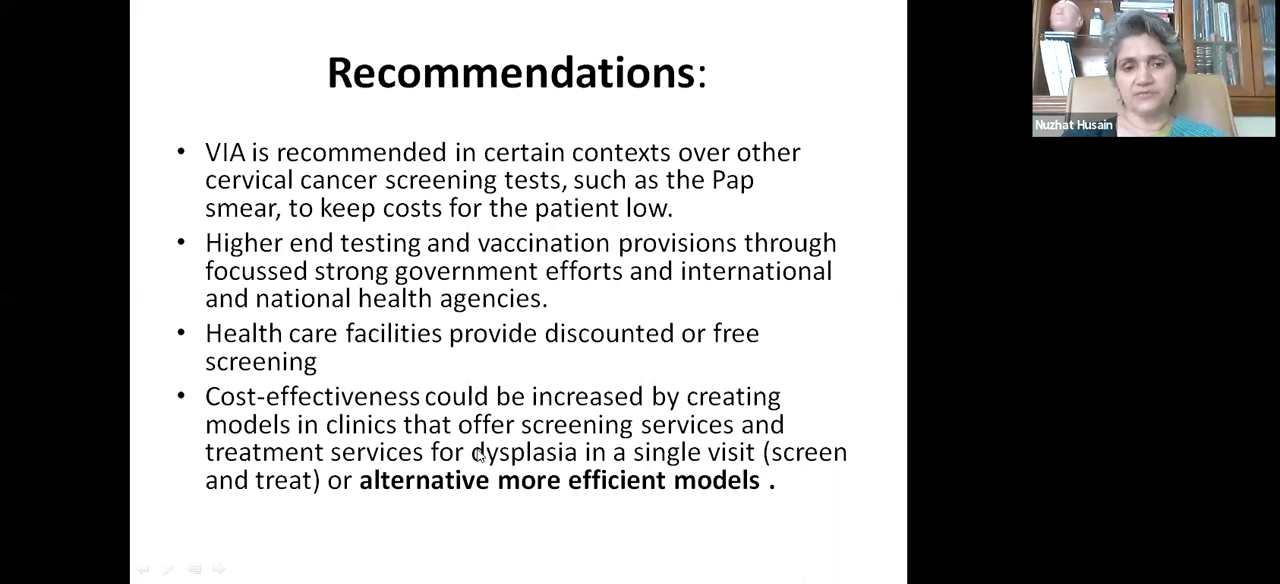 Recommendations:
• VIA is recommended in certain contexts over other
cervical cancer screening tests, such as the Pap
smear, to keep costs for the patient low.
• Higher end testing and vaccination provisions through
focussed strong government efforts and international
and national health agencies.
• Health care facilities provide discounted or free
screening
• Cost-effectiveness could be increased by creating
models in clinics that offer screening services and
treatment services for dysplasia in a single visit (screen
and treat) or alternative more efficient models .
Nuzhat Husain